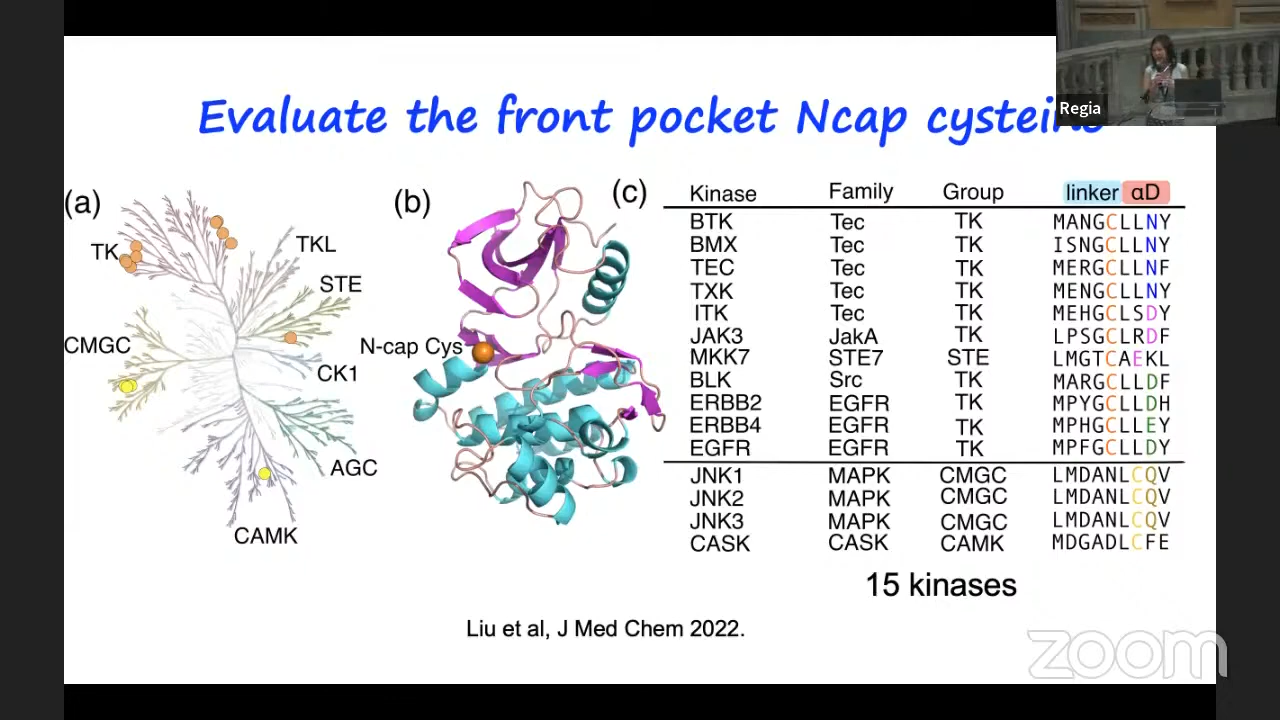 Regia
Evaluate the front pocket Ncap cysteine
(a)
TK
TKL
STE
CMGC
CK1
AGC
CAMK
(b)
N-cap Cys
(c)
Kinase Family Group linker αD
BTK Tec TK MANGCLLNY
BMX Tec TK ISNGCLLNY
TEC Tec TK MERGCLLNF
TXK Tec TK MENGCLLNY
ITK Tec TK MEHGCLSDY
JAK3 JakA TK LPSGCLRDY
MKK7 STE7 STE LMGTCAEKL
BLK Src TK MARGCLLDF
ERBB2 EGFR TK MPYGCLLDH
ERBB4 EGFR TK MPHGCLLEY
EGFR EGFR TK MPFGCLLDY
JNK1 MAPK CMGC LMDANLCQV
JNK2 MAPK CMGC LMDANLCQV
JNK3 MAPK CMGC LMDANLCQV
CASK CASK CAMK MDGADLCFE
15 kinases
Liu et al, J Med Chem 2022.
zoom